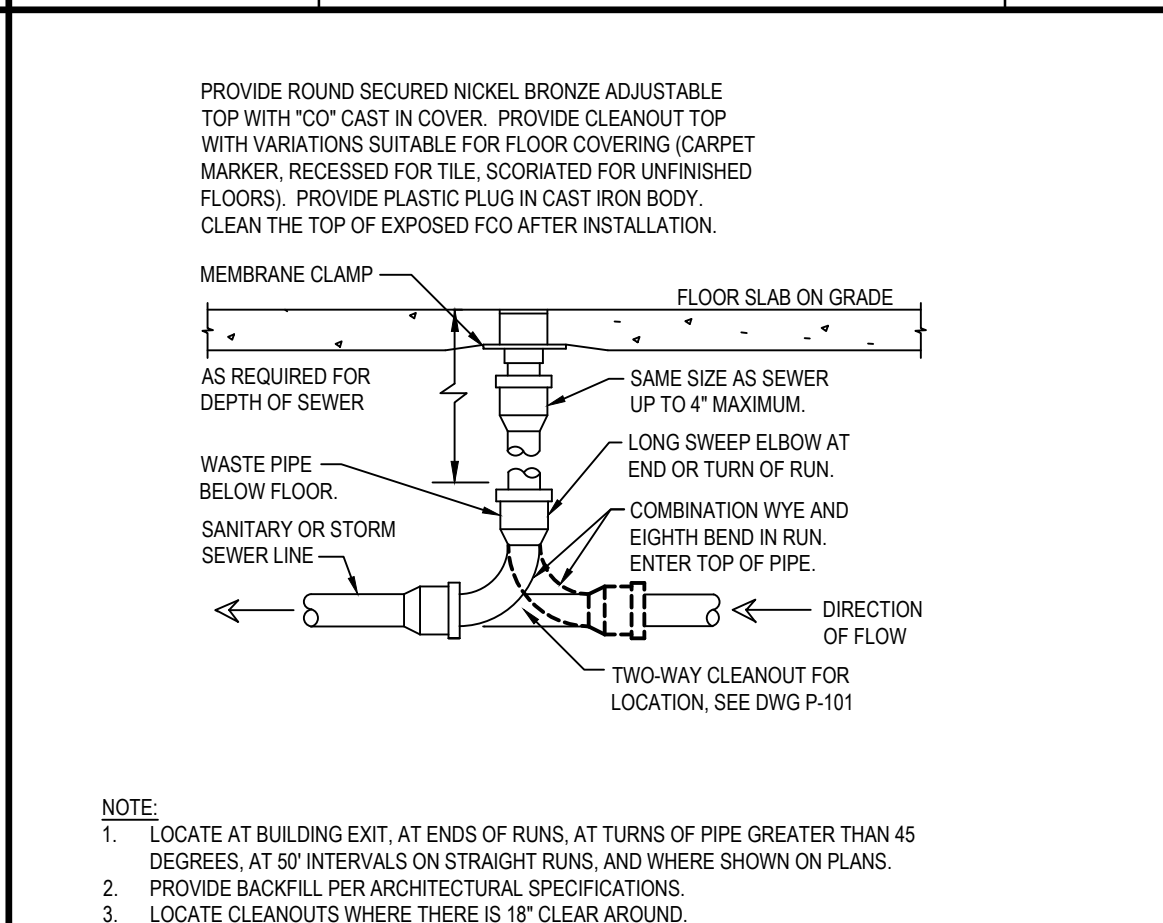 PROVIDE ROUND SECURED NICKEL BRONZE ADJUSTABLE
TOP WITH "CO" CAST IN COVER. PROVIDE CLEANOUT TOP
WITH VARIATIONS SUITABLE FOR FLOOR COVERING (CARPET
MARKER, RECESSED FOR TILE, SCORIATED FOR UNFINISHED
FLOORS). PROVIDE PLASTIC PLUG IN CAST IRON BODY.
CLEAN THE TOP OF EXPOSED FCO AFTER INSTALLATION.
MEMBRANE CLAMP
FLOOR SLAB ON GRADE
AS REQUIRED FOR
DEPTH OF SEWER
SAME SIZE AS SEWER
UP TO 4" MAXIMUM.
WASTE PIPE
BELOW FLOOR.
LONG SWEEP ELBOW AT
END OR TURN OF RUN.
SANITARY OR STORM
SEWER LINE
COMBINATION WYE AND
EIGHTH BEND IN RUN.
ENTER TOP OF PIPE.
DIRECTION
OF FLOW
TWO-WAY CLEANOUT FOR
LOCATION, SEE DWG P-101
NOTE:
1. LOCATE AT BUILDING EXIT, AT ENDS OF RUNS, AT TURNS OF PIPE GREATER THAN 45
DEGREES, AT 50' INTERVALS ON STRAIGHT RUNS, AND WHERE SHOWN ON PLANS.
2. PROVIDE BACKFILL PER ARCHITECTURAL SPECIFICATIONS.
3. LOCATE CLEANOUTS WHERE THERE IS 18" CLEAR AROUND.